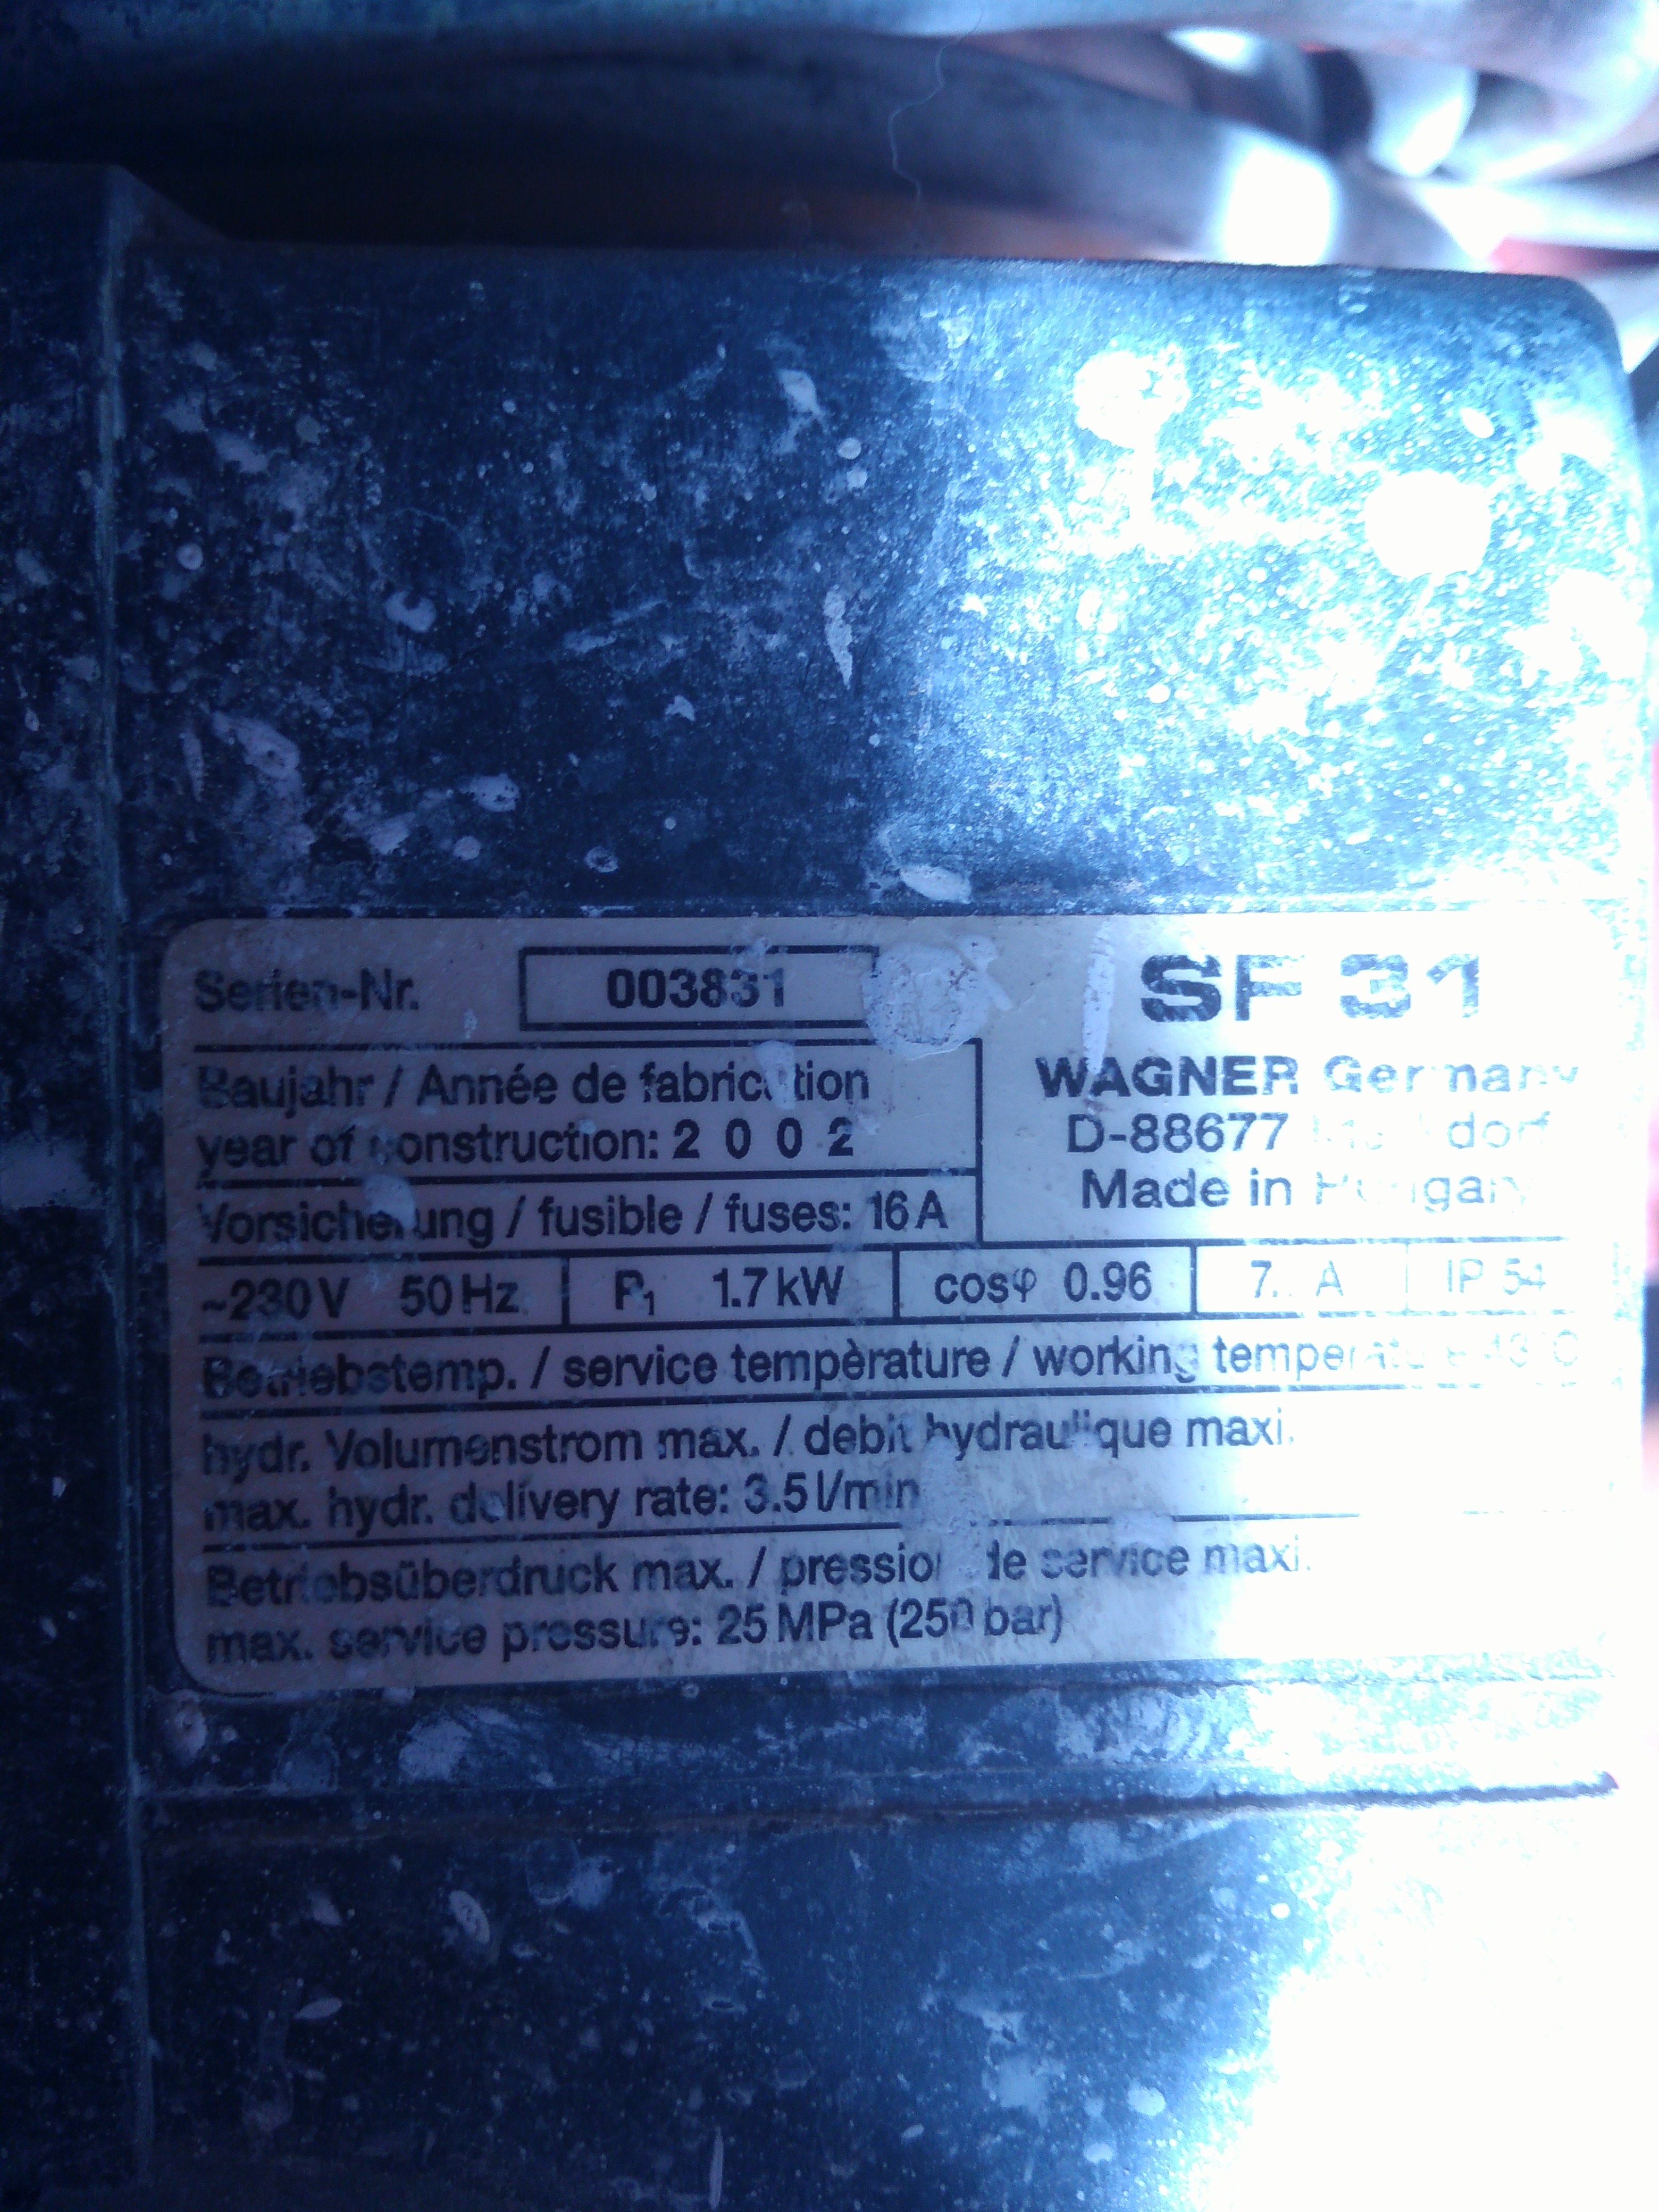 Serien-Nr. 003831
SF 31
Baujahr / Année de fabrication
year of construction: 2 0 0 2
WAGNER Germany
D-88677
Made in Hungary
Vorsicherung / fusible / fuses: 16 A
~230 V 50 Hz P1 1.7 kW cosφ 0.96 A IP 54
Betriebstemp. / service tempèrature / working temperature
hydr. Volumenstrom max. / debit hydraulique maxi.
max. hydr. delivery rate: 3.5 l/min
Betriebsüberdruck max. / pression de service maxi.
max. service pressure: 25 MPa (250 bar)